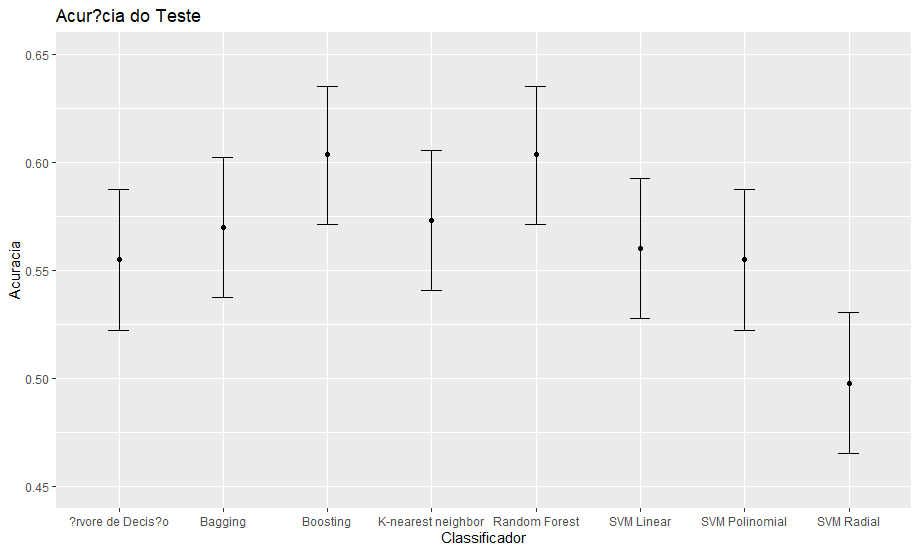 Acur?cia do Teste
0.65
0.60
0.55
0.50
0.45
Acuracia
?rvore de Decis?o Bagging Boosting K-nearest neighbor Random Forest SVM Linear SVM Polinomial SVM Radial
Classificador